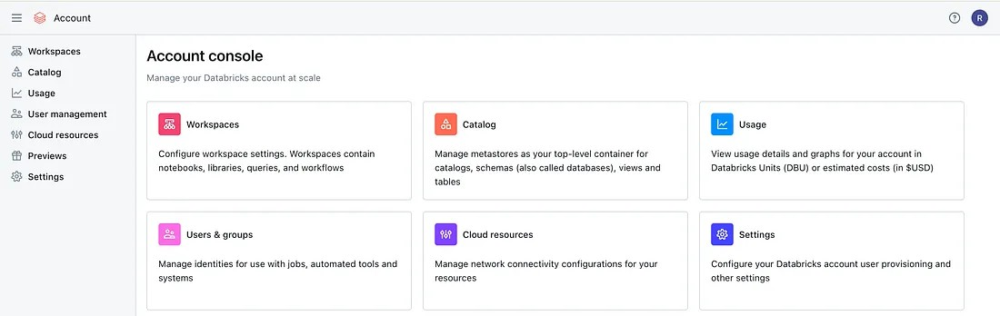 Account
R
Workspaces
Catalog
Usage
User management
Cloud resources
Previews
Settings
Account console
Manage your Databricks account at scale
Workspaces
Configure workspace settings. Workspaces contain
notebooks, libraries, queries, and workflows
Catalog
Manage metastores as your top-level container for
catalogs, schemas (also called databases), views and
tables
Usage
View usage details and graphs for your account in
Databricks Units (DBU) or estimated costs (in $USD)
Users & groups
Manage identities for use with jobs, automated tools and
systems
Cloud resources
Manage network connectivity configurations for your
resources
Settings
Configure your Databricks account user provisioning and
other settings